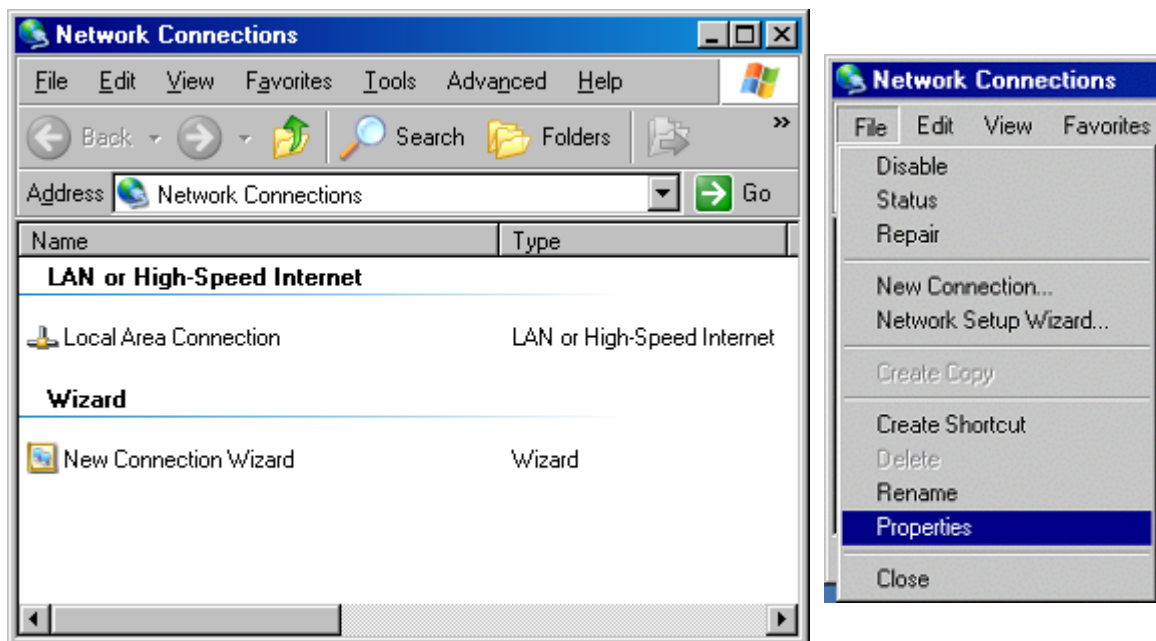 Network Connections
File Edit View Favorites Tools Advanced Help
Back Search Folders »
Address Network Connections Go
Name Type
LAN or High-Speed Internet
Local Area Connection LAN or High-Speed Internet
Wizard
New Connection Wizard Wizard
Network Connections
File Edit View Favorites
Disable
Status
Repair
New Connection...
Network Setup Wizard...
Create Copy
Create Shortcut
Delete
Rename
Properties
Close